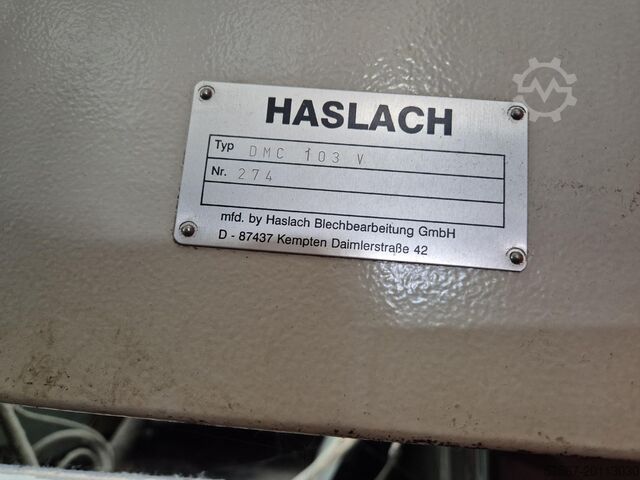 HASLACH
Typ DMC 103 V
Nr. 274
mfd. by Haslach Blechbearbeitung GmbH
D - 87437 Kempten Daimlerstraße 42